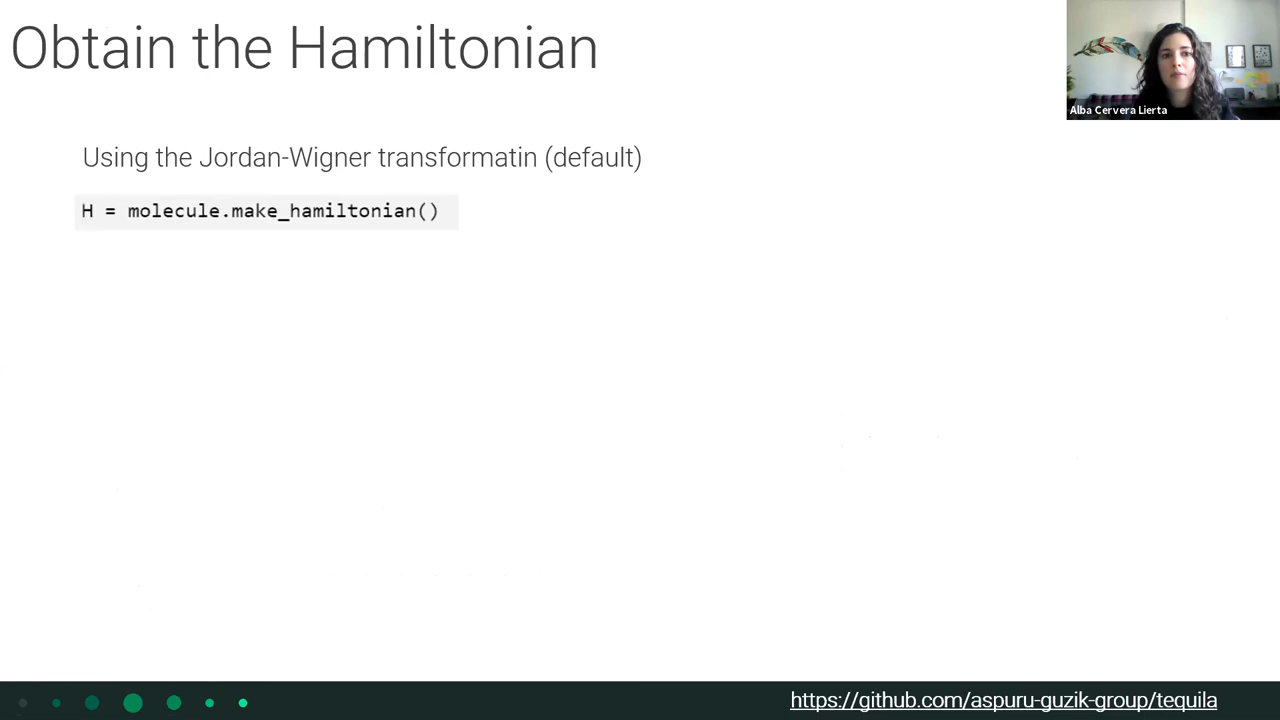 Obtain the Hamiltonian
Alba Cervera Lierta
Using the Jordan-Wigner transformatin (default)
H = molecule.make_hamiltonian()
https://github.com/aspuru-guzik-group/tequila